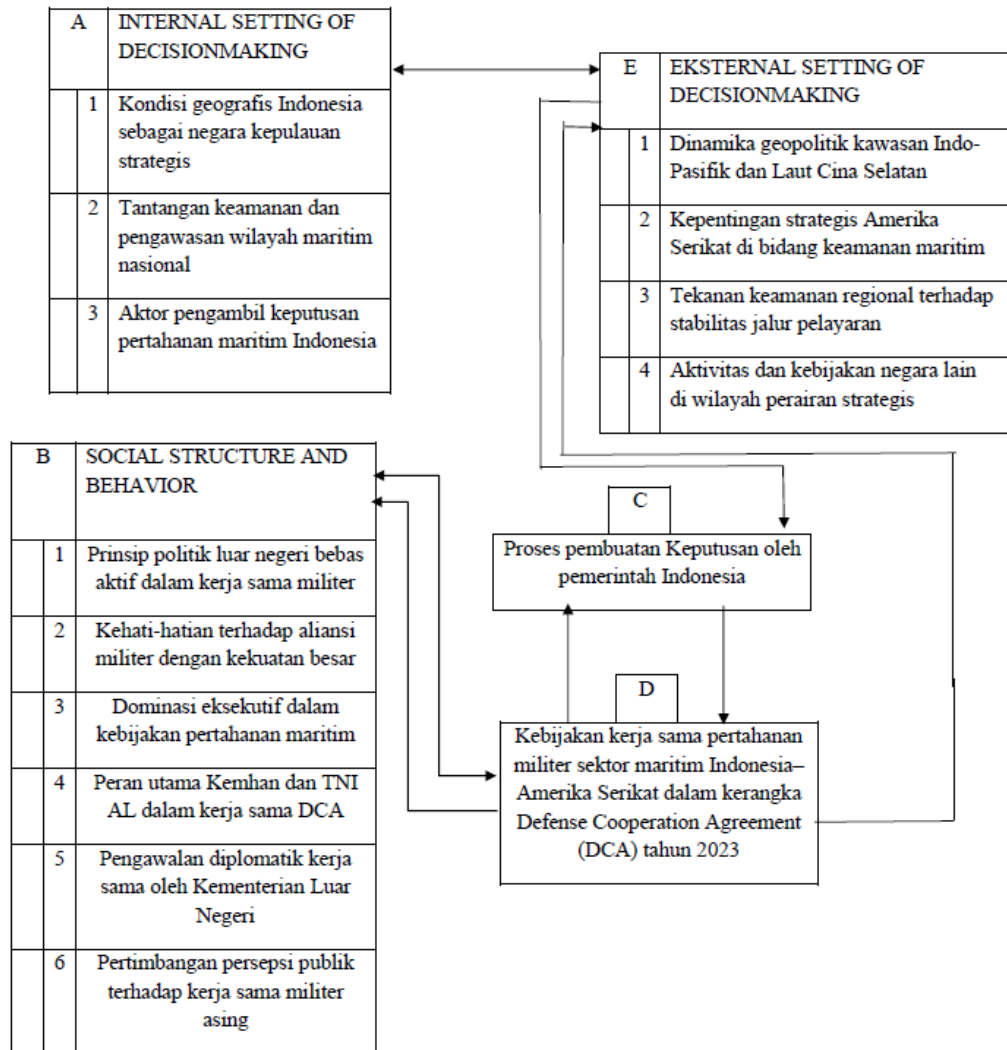 A
INTERNAL SETTING OF
DECISIONMAKING
1
Kondisi geografis Indonesia
sebagai negara kepulauan
strategis
2
Tantangan keamanan dan
pengawasan wilayah maritim
nasional
3
Aktor pengambil keputusan
pertahanan maritim Indonesia
E
EKSTERNAL SETTING OF
DECISIONMAKING
1
Dinamika geopolitik kawasan Indo-
Pasifik dan Laut Cina Selatan
2
Kepentingan strategis Amerika
Serikat di bidang keamanan maritim
3
Tekanan keamanan regional terhadap
stabilitas jalur pelayaran
4
Aktivitas dan kebijakan negara lain
di wilayah perairan strategis
B
SOCIAL STRUCTURE AND
BEHAVIOR
1
Prinsip politik luar negeri bebas
aktif dalam kerja sama militer
2
Kehati-hatian terhadap aliansi
militer dengan kekuatan besar
3
Dominasi eksekutif dalam
kebijakan pertahanan maritim
4
Peran utama Kemhan dan TNI
AL dalam kerja sama DCA
5
Pengawalan diplomatik kerja
sama oleh Kementerian Luar
Negeri
6
Pertimbangan persepsi publik
terhadap kerja sama militer
asing
C
Proses pembuatan Keputusan oleh
pemerintah Indonesia
D
Kebijakan kerja sama pertahanan
militer sektor maritim Indonesia–
Amerika Serikat dalam kerangka
Defense Cooperation Agreement
(DCA) tahun 2023